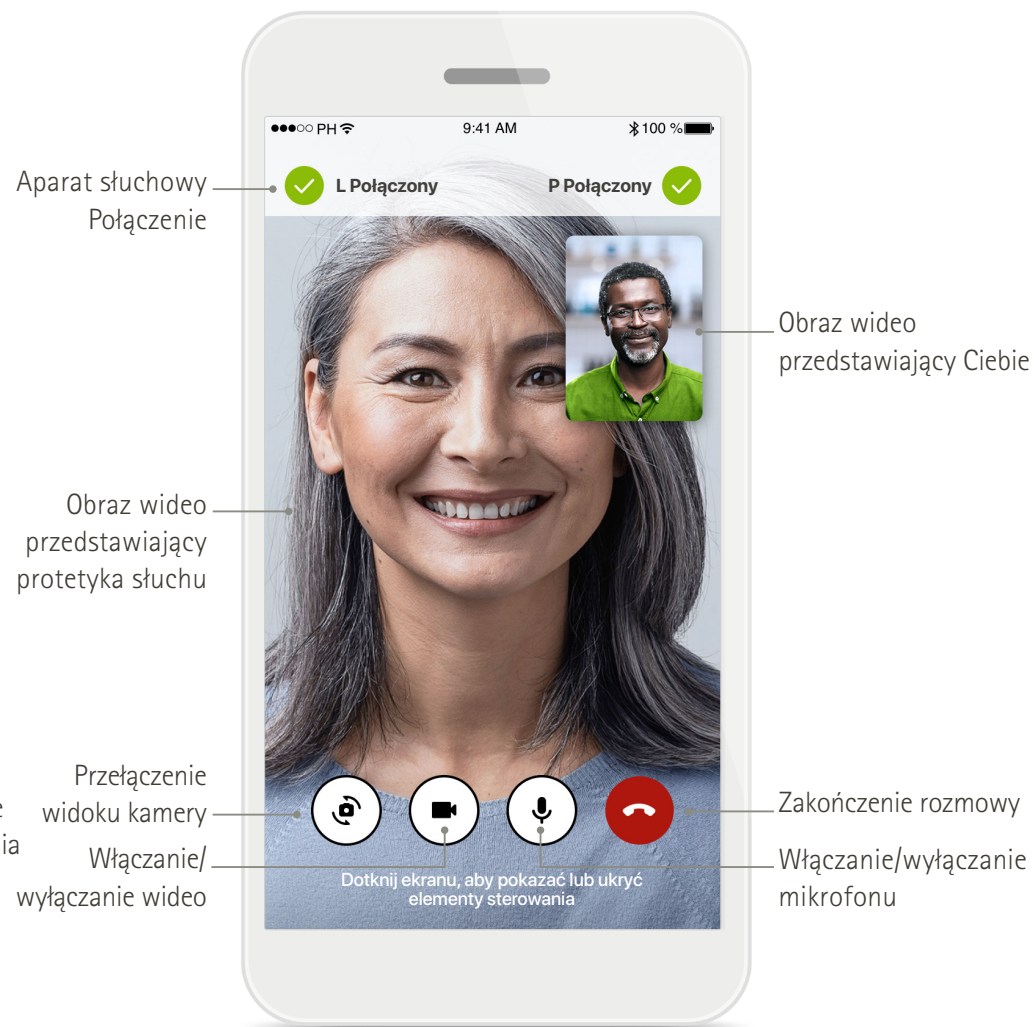 ●●●○○ PH 9:41 AM 100 %
L Połączony P Połączony
Aparat słuchowy
Połączenie
Obraz wideo
przedstawiający Ciebie
Obraz wideo
przedstawiający
protetyka słuchu
Przełączenie
widoku kamery
e
ia
Włączanie/
wyłączanie wideo
Zakończenie rozmowy
Włączanie/wyłączanie
mikrofonu
Dotknij ekranu, aby pokazać lub ukryć
elementy sterowania